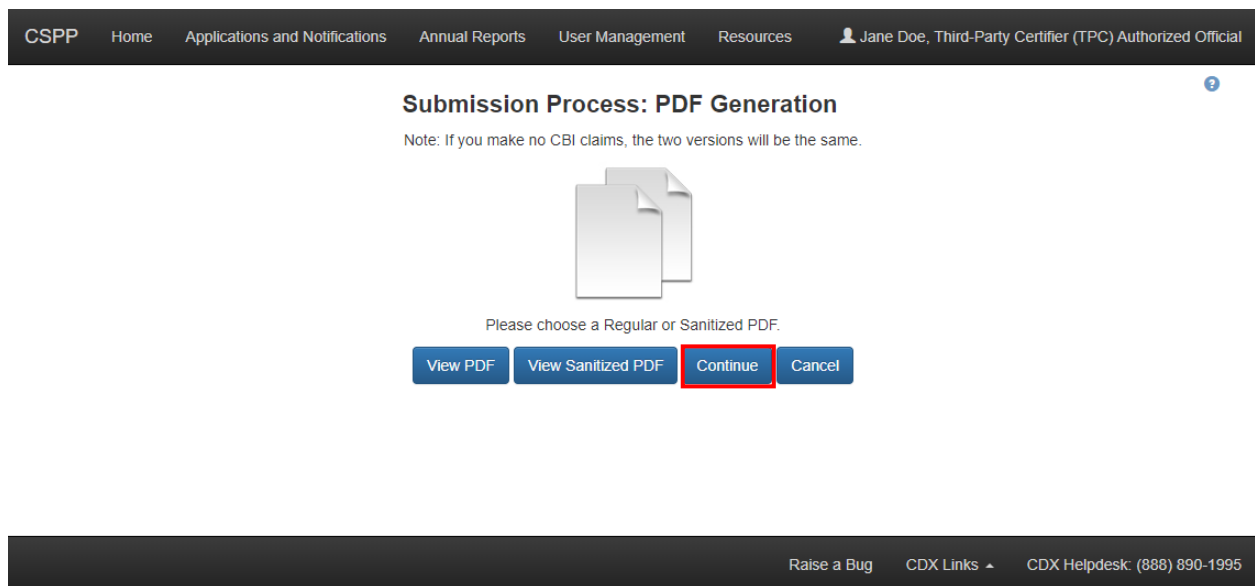 CSPP Home Applications and Notifications Annual Reports User Management Resources Jane Doe, Third-Party Certifier (TPC) Authorized Official
?
Submission Process: PDF Generation
Note: If you make no CBI claims, the two versions will be the same.
Please choose a Regular or Sanitized PDF.
View PDF View Sanitized PDF Continue Cancel
Raise a Bug CDX Links CDX Helpdesk: (888) 890-1995